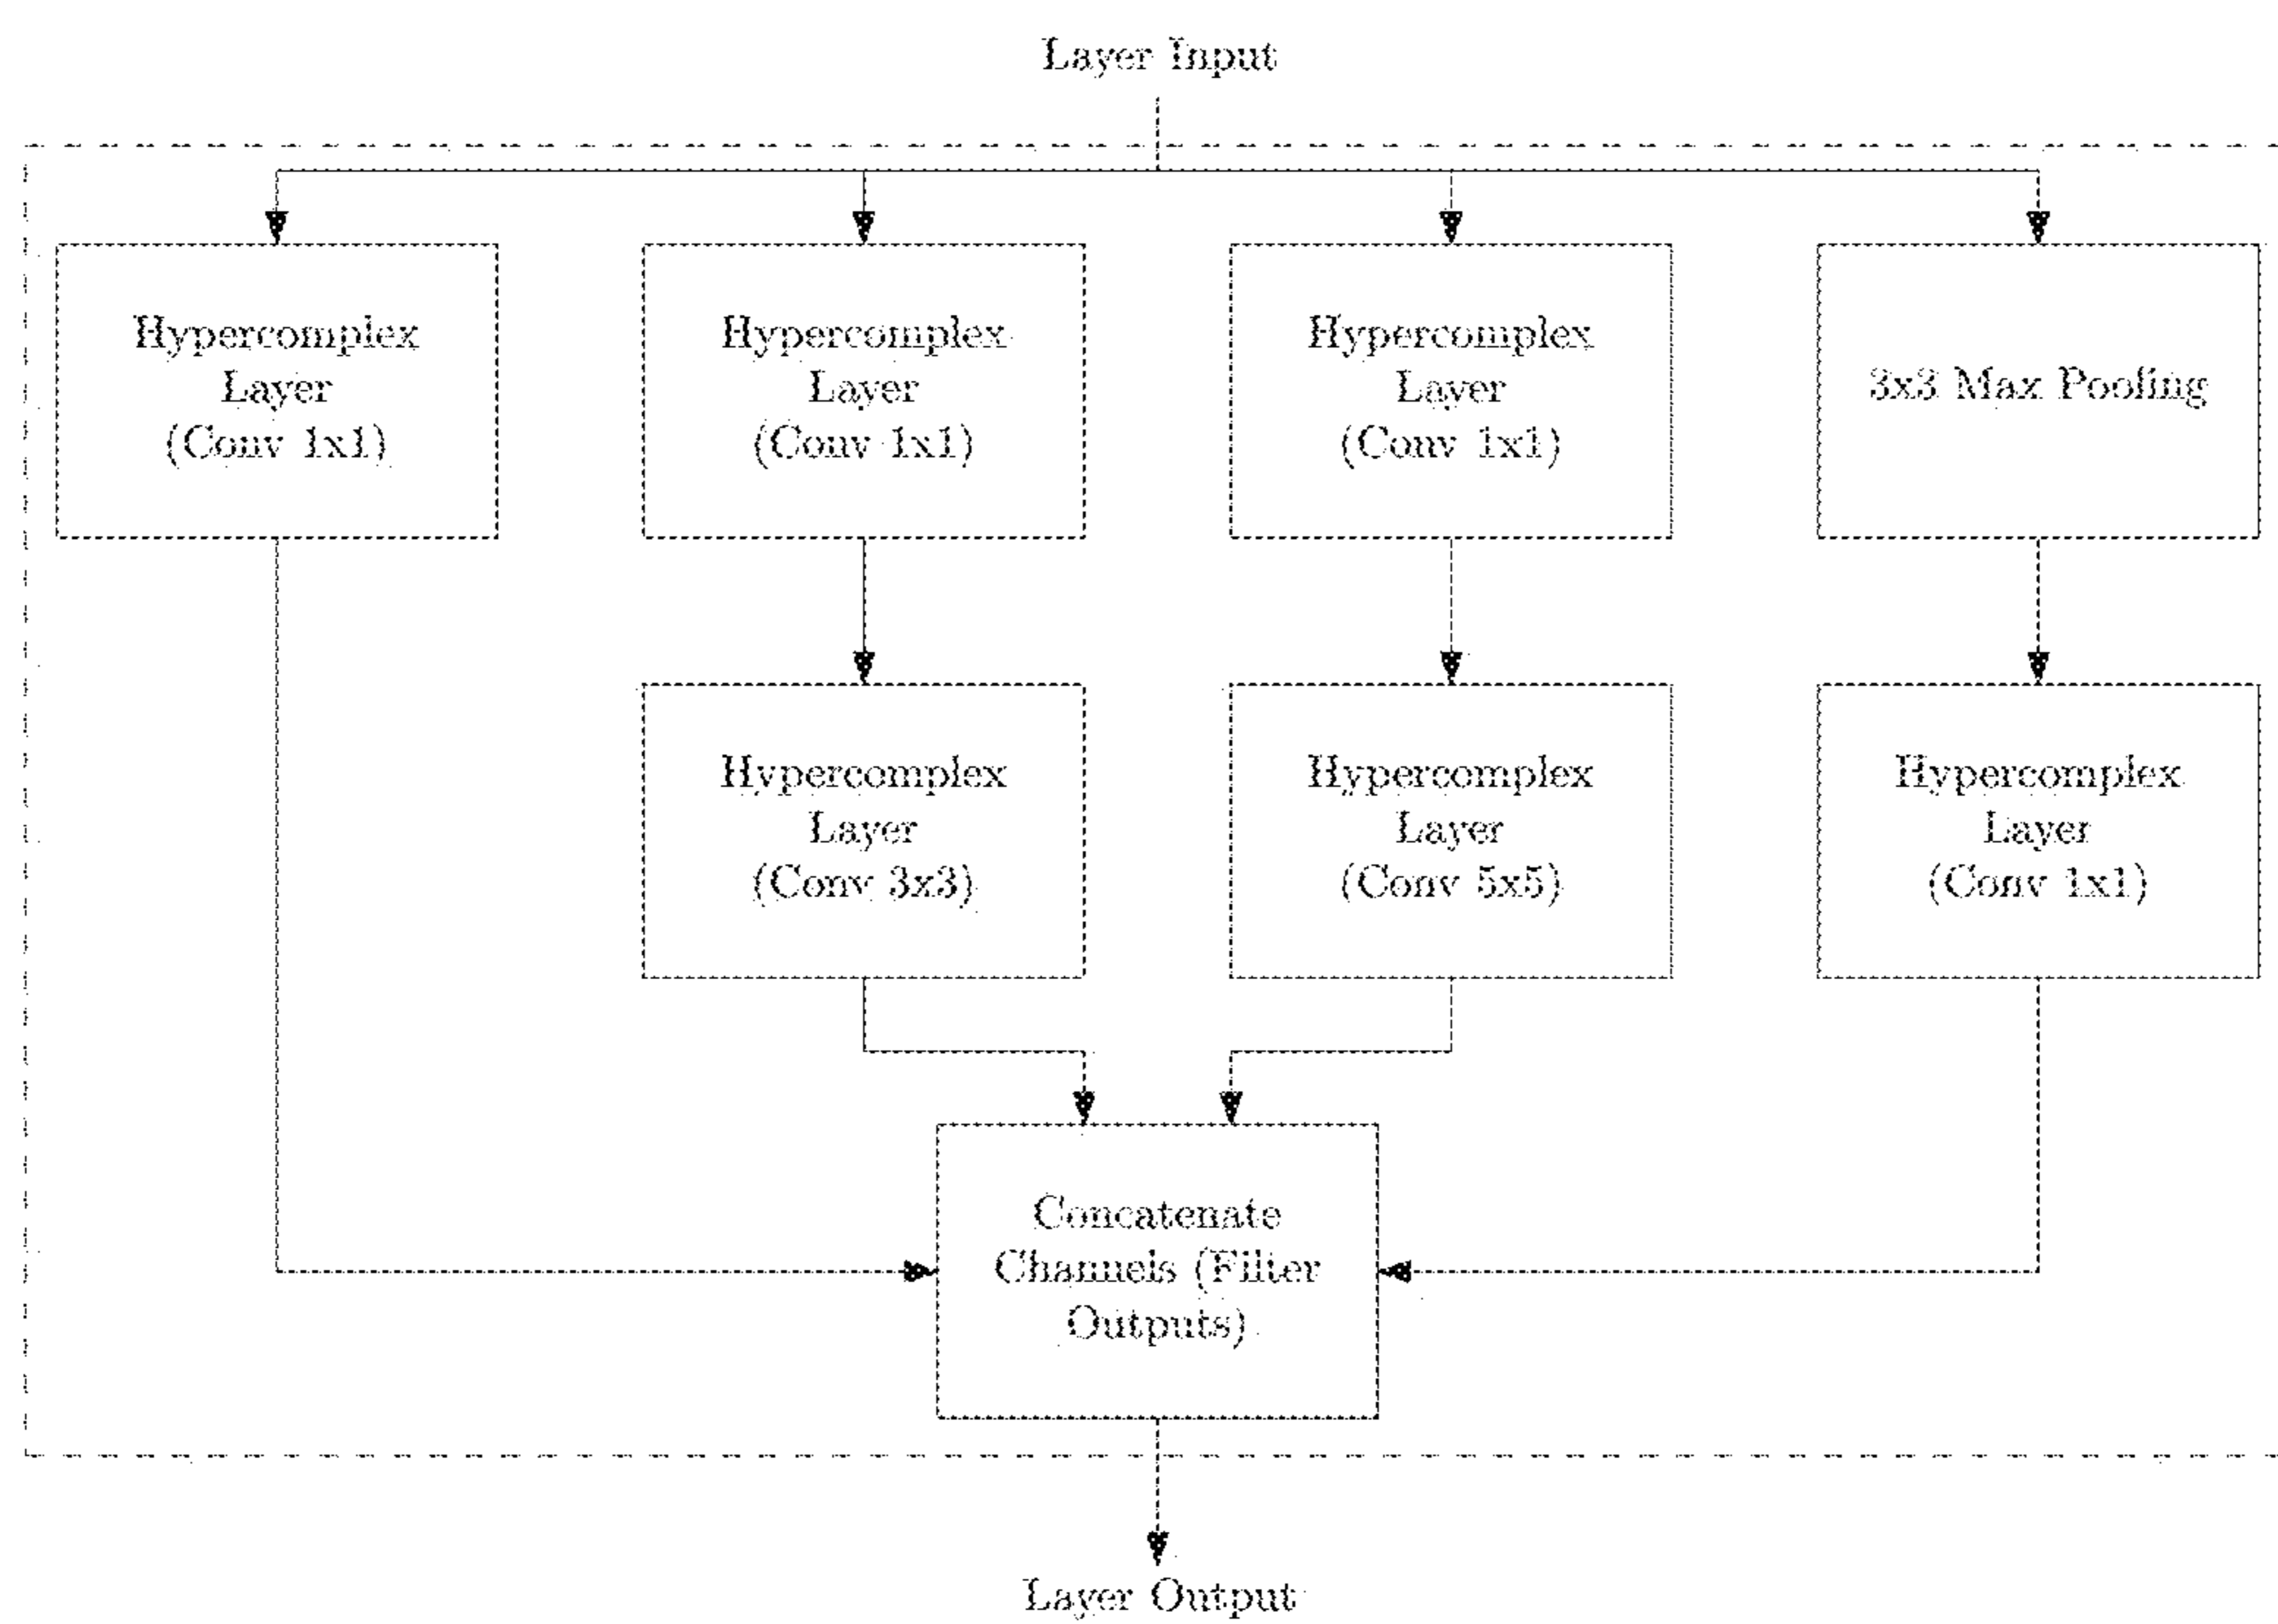 Layer Input
Hypercomplex
Layer
(Conv 1x1)
Hypercomplex
Layer
(Conv 1x1)
Hypercomplex
Layer
(Conv 1x1)
3x3 Max Pooling
Hypercomplex
Layer
(Conv 3x3)
Hypercomplex
Layer
(Conv 5x5)
Hypercomplex
Layer
(Conv 1x1)
Concatenate
Channels (Filter
Outputs)
Layer Output